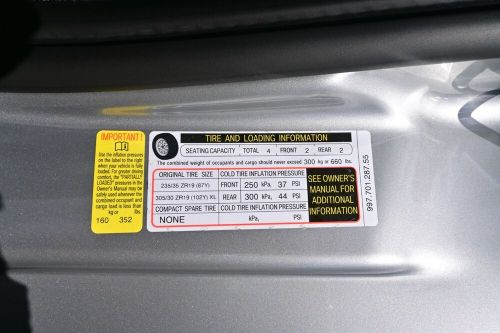 IMPORTANT!
Use the inflation pressures
on the label to the right
when your vehicle is fully
loaded. For greater driving
comfort, the "PARTIALLY
LOADED" pressures in the
Owner's Manual may be
safely used whenever the
combined occupant and
cargo load is less than
kg or lbs.
160 352
TIRE AND LOADING INFORMATION
SEATING CAPACITY TOTAL 4 FRONT 2 REAR 2
The combined weight of occupants and cargo should never exceed 300 kg or 660 lbs.
ORIGINAL TIRE SIZE COLD TIRE INFLATION PRESSURE
235/35 ZR19 (87Y) FRONT 250 kPa, 37 PSI
305/30 ZR19 (102Y) XL REAR 300 kPa, 44 PSI
COMPACT SPARE TIRE COLD TIRE INFLATION PRESSURE
NONE kPa, PSI
SEE OWNER'S
MANUAL FOR
ADDITIONAL
INFORMATION
997.701.287.55